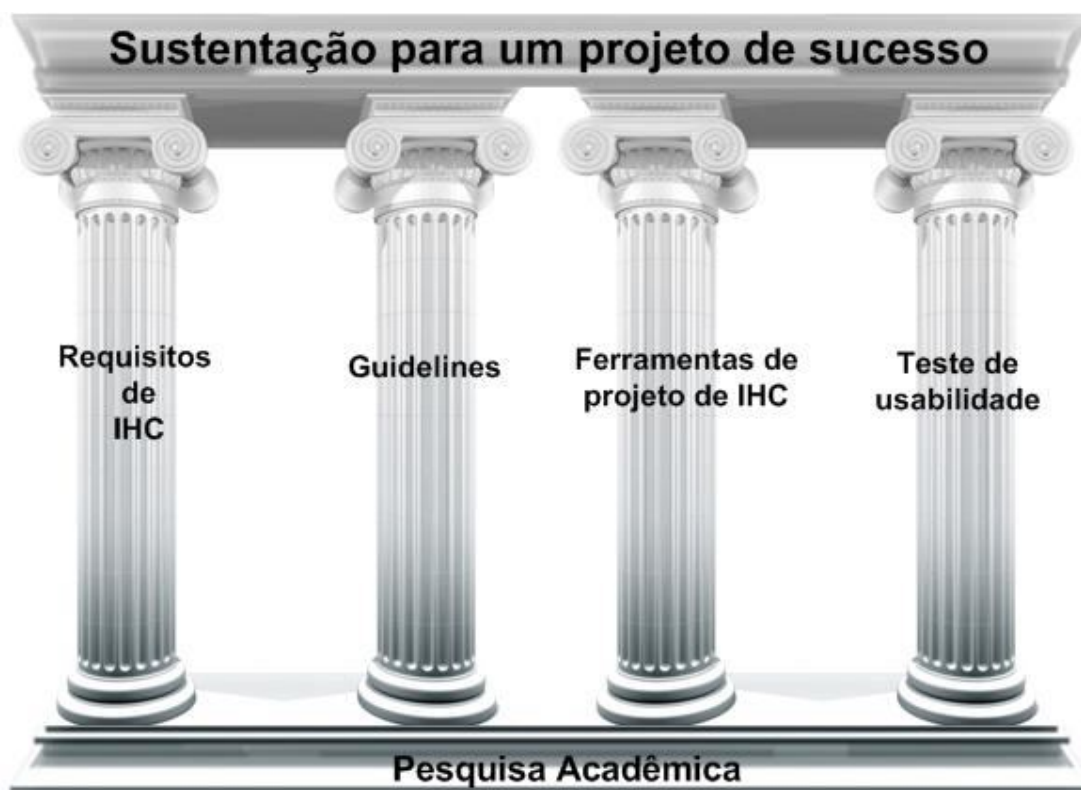 Sustentação para um projeto de sucesso
Requisitos
de
IHC
Guidelines
Ferramentas de
projeto de IHC
Teste de
usabilidade
Pesquisa Acadêmica